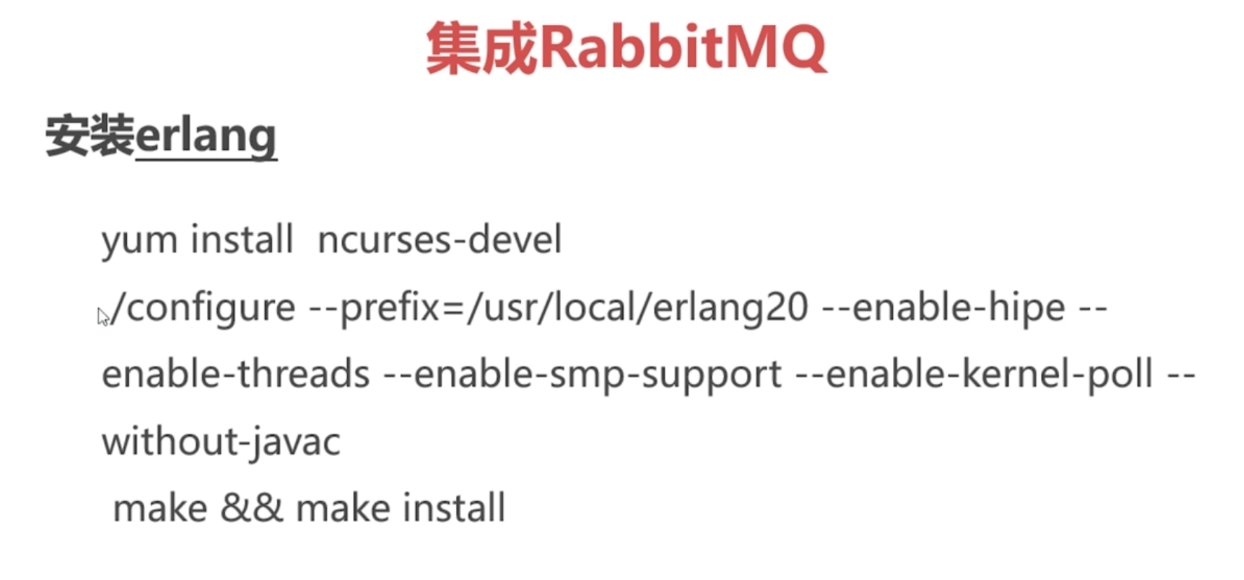 集成RabbitMQ
安装erlang
yum install  ncurses-devel
./configure --prefix=/usr/local/erlang20 --enable-hipe --
enable-threads --enable-smp-support --enable-kernel-poll --
without-javac
make && make install